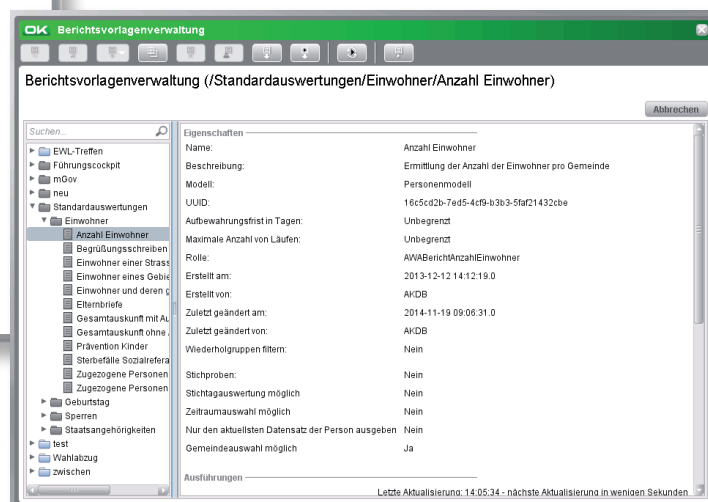 OK Berichtsvorlagenverwaltung
Berichtsvorlagenverwaltung (/Standardauswertungen/Einwohner/Anzahl Einwohner)
Abbrechen
Suchen...
EWL-Treffen
Führungscockpit
mGov
neu
Standardauswertungen
Einwohner
Anzahl Einwohner
Begrüßungsschreiben
Einwohner einer Strass
Einwohner eines Gebie
Einwohner und deren g
Elternbriefe
Gesamtauskunft mit Au
Gesamtauskunft ohne
Prävention Kinder
Sterbefälle Sozialrefera
Zugezogene Personen
Zugezogene Personen
Geburtstag
Sperren
Staatsangehörigkeiten
test
Wahlabzug
zwischen
Eigenschaften
Name: Anzahl Einwohner
Beschreibung: Ermittlung der Anzahl der Einwohner pro Gemeinde
Modell: Personenmodell
UUID: 16c5cd2b-7ed5-4cf9-b3b3-5faf21432cbe
Aufbewahrungsfrist in Tagen: Unbegrenzt
Maximale Anzahl von Läufen: Unbegrenzt
Rolle: AWABerichtAnzahlEinwohner
Erstellt am: 2013-12-12 14:12:19.0
Erstellt von: AKDB
Zuletzt geändert am: 2014-11-19 09:06:31.0
Zuletzt geändert von: AKDB
Wiederholgruppen filtern: Nein
Stichproben: Nein
Stichtagauswertung möglich Nein
Zeitraumauswahl möglich Nein
Nur den aktuellsten Datensatz der Person ausgeben Nein
Gemeindeauswahl möglich Ja
Ausführungen
Letzte Aktualisierung: 14:05:34 - nächste Aktualisierung in wenigen Sekunden